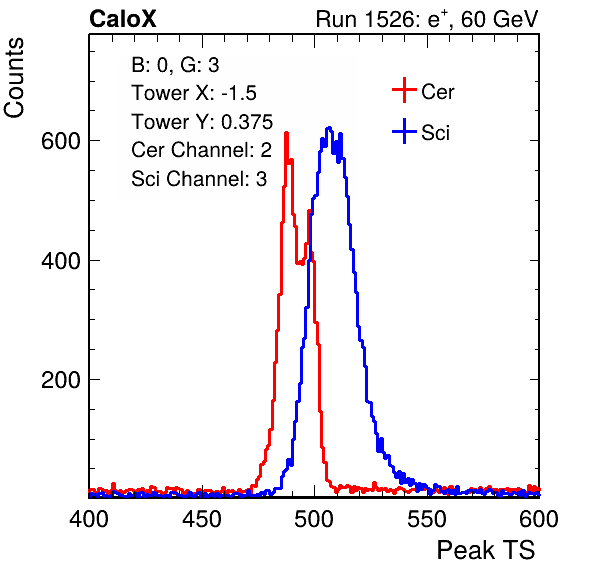 CaloX
Run 1526: e⁺, 60 GeV
Counts
B: 0, G: 3
Tower X: -1.5
Tower Y: 0.375
Cer Channel: 2
Sci Channel: 3
Cer
Sci
600
400
200
400 450 500 550 600
Peak TS